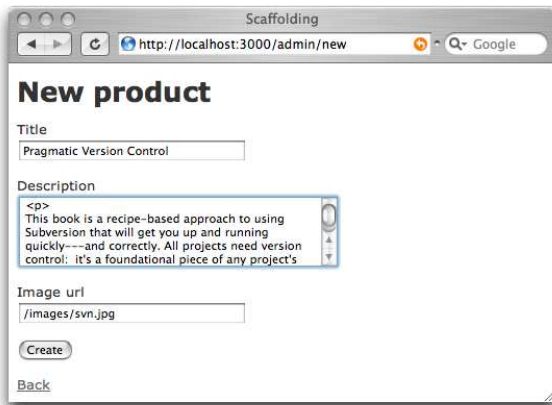 Scaffolding
http://localhost:3000/admin/new
Google
New product
Title
Pragmatic Version Control
Description
<p>
This book is a recipe-based approach to using
Subversion that will get you up and running
quickly---and correctly. All projects need version
control: it's a foundational piece of any project's
Image url
/images/svn.jpg
Create
Back